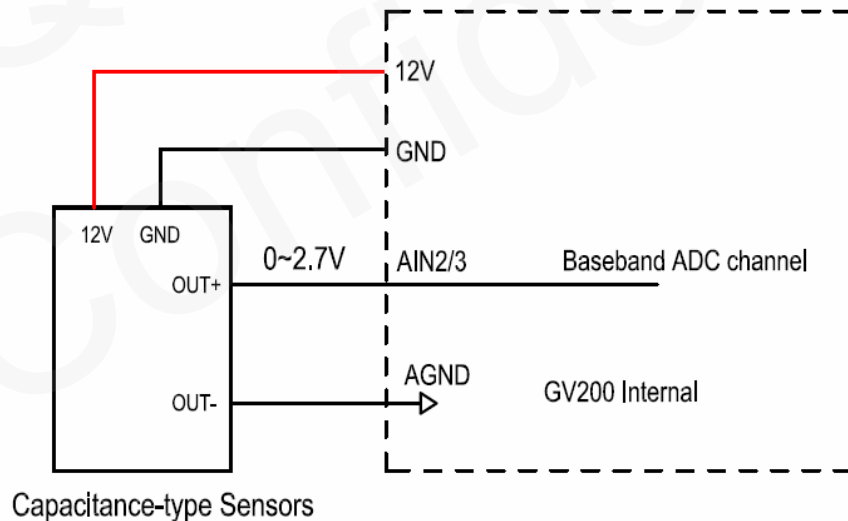 12V
GND
12V GND
0~2.7V AIN2/3 Baseband ADC channel
OUT+
AGND
GV200 Internal
OUT-
Capacitance-type Sensors